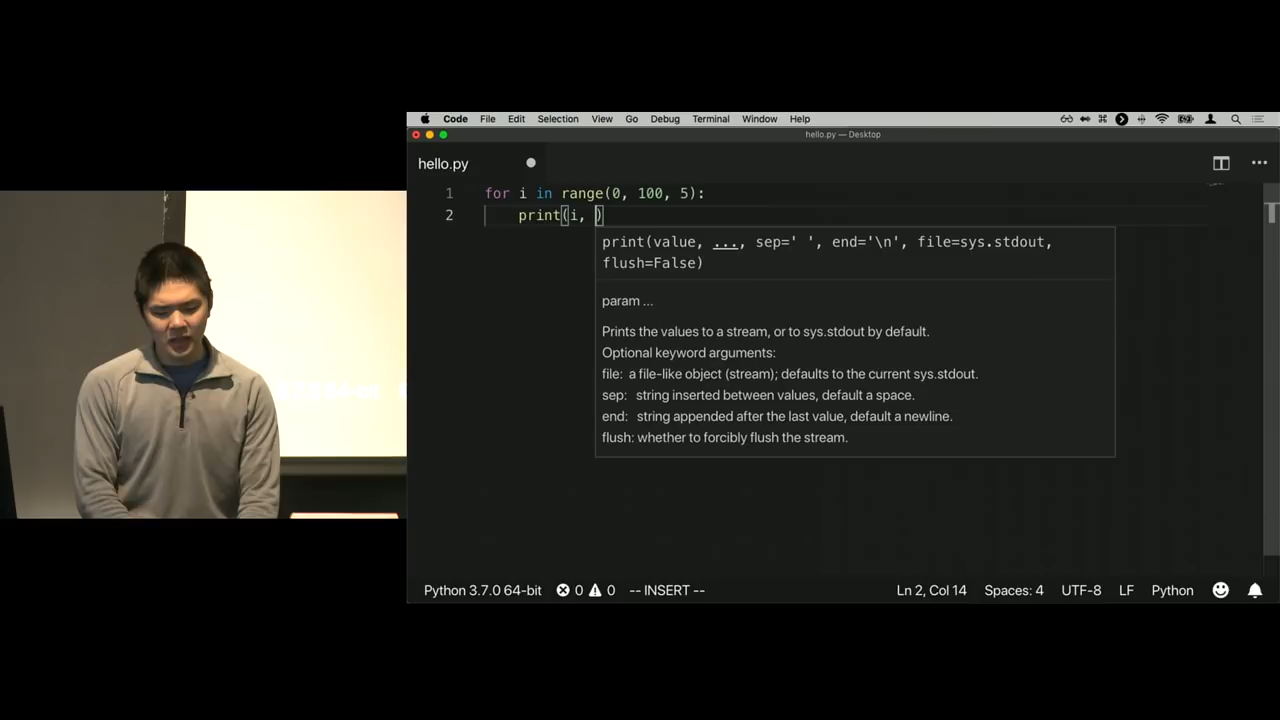 Code File Edit Selection View Go Debug Terminal Window Help
hello.py — Desktop
hello.py
1 for i in range(0, 100, 5):
2 print(i, )
print(value, ..., sep=' ', end='\n', file=sys.stdout,
flush=False)
param ...
Prints the values to a stream, or to sys.stdout by default.
Optional keyword arguments:
file: a file-like object (stream); defaults to the current sys.stdout.
sep: string inserted between values, default a space.
end: string appended after the last value, default a newline.
flush: whether to forcibly flush the stream.
Python 3.7.0 64-bit 0 0 -- INSERT -- Ln 2, Col 14 Spaces: 4 UTF-8 LF Python